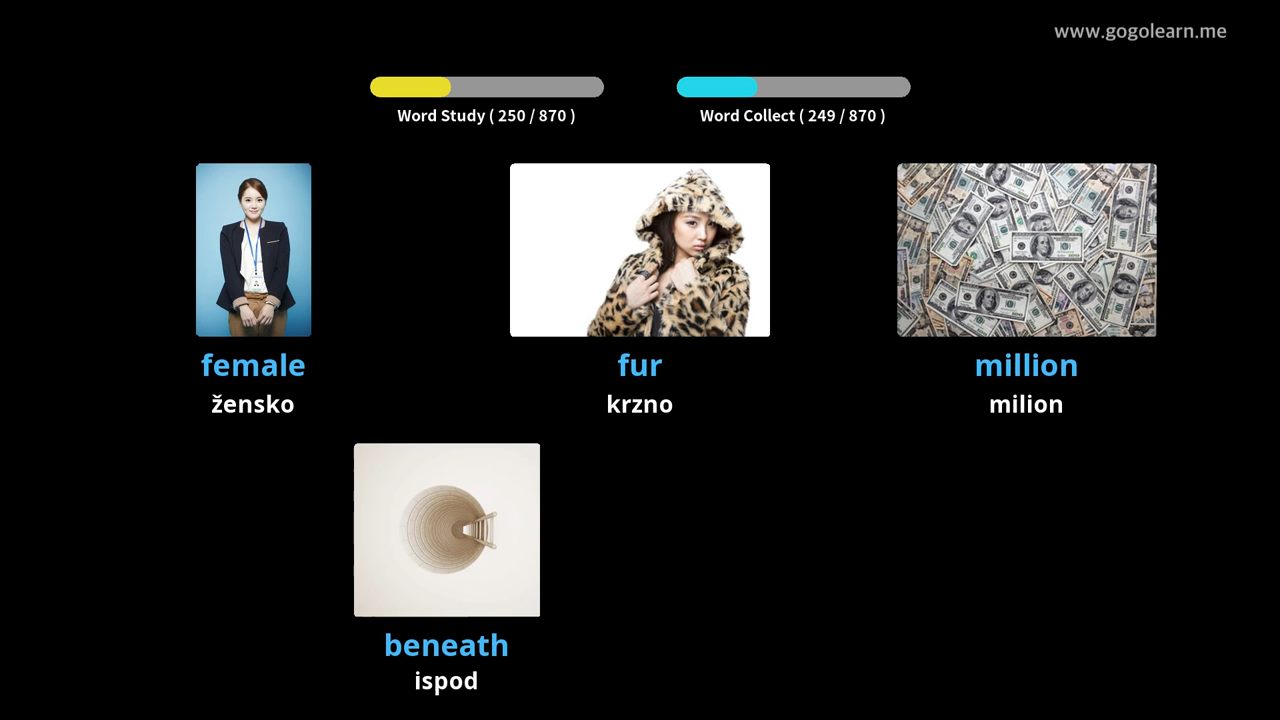 www.gogolearn.me
Word Study ( 250 / 870 )
Word Collect ( 249 / 870 )
female
žensko
fur
krzno
million
milion
beneath
ispod